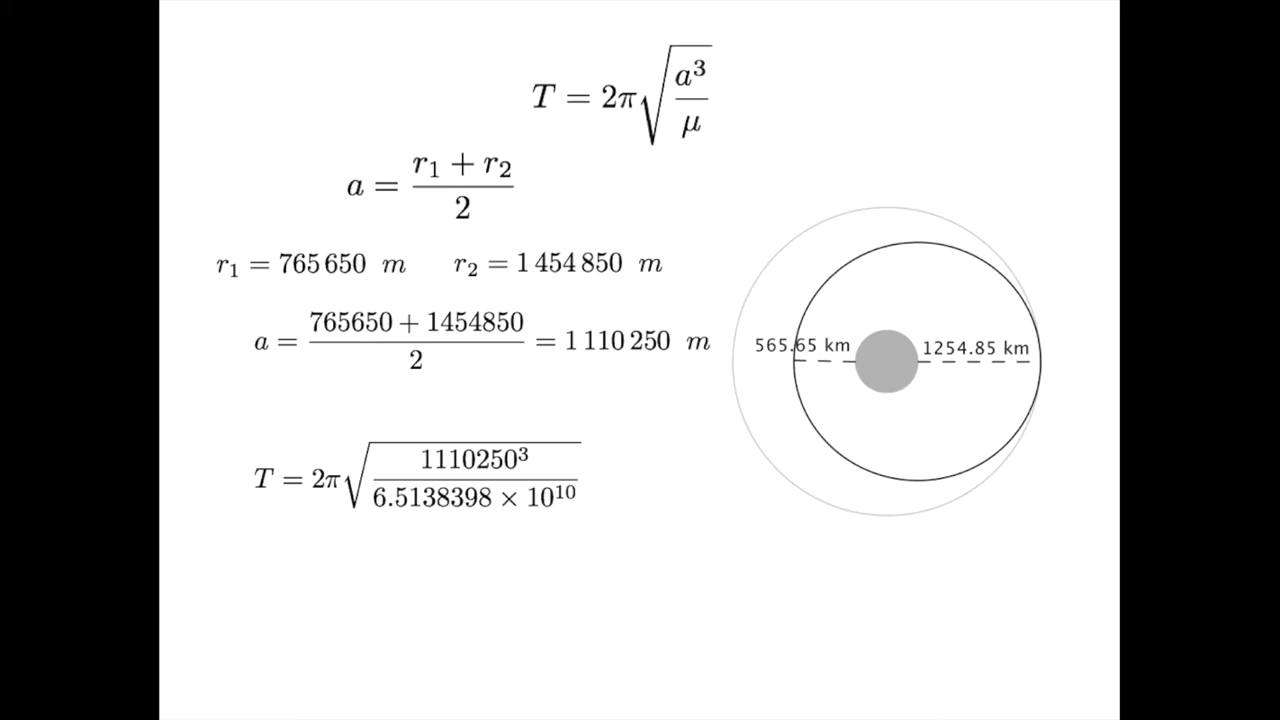 T = 2π√(a³/μ)
a = (r₁ + r₂)/2
r₁ = 765 650 m r₂ = 1 454 850 m
a = (765650 + 1454850)/2 = 1 110 250 m
565.65 km 1254.85 km
T = 2π√(1110250³/(6.5138398 × 10¹⁰))